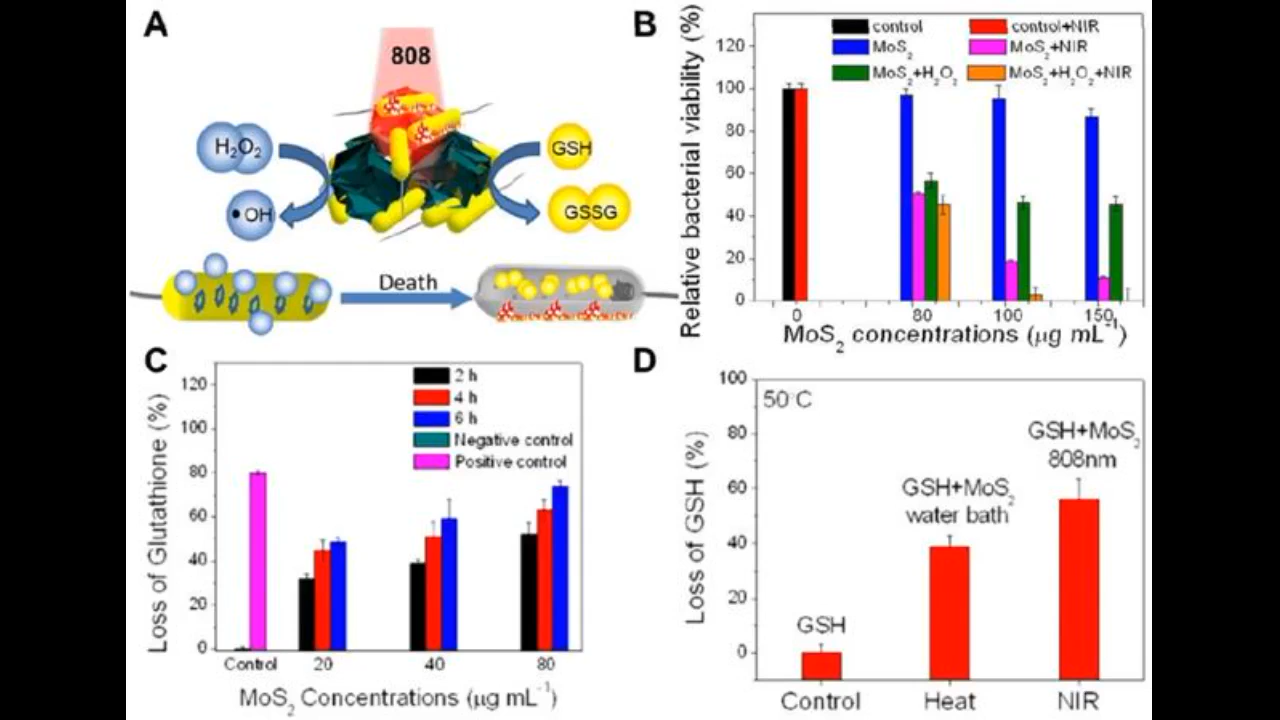 A
808
H₂O₂
GSH
•OH
GSSG
Death
B
Relative bacterial viability (%)
120
100
80
60
40
20
0
control
control+NIR
MoS₂
MoS₂+NIR
MoS₂+H₂O₂
MoS₂+H₂O₂+NIR
0 80 100 150
MoS₂ concentrations (μg mL⁻¹)
C
Loss of Glutathione (%)
120
100
80
60
40
20
0
2 h
4 h
6 h
Negative control
Positive control
Control 20 40 80
MoS₂ Concentrations (μg mL⁻¹)
D
Loss of GSH (%)
100
80
60
40
20
0
50°C
GSH
GSH+MoS₂
water bath
GSH+MoS₂
808nm
Control Heat NIR